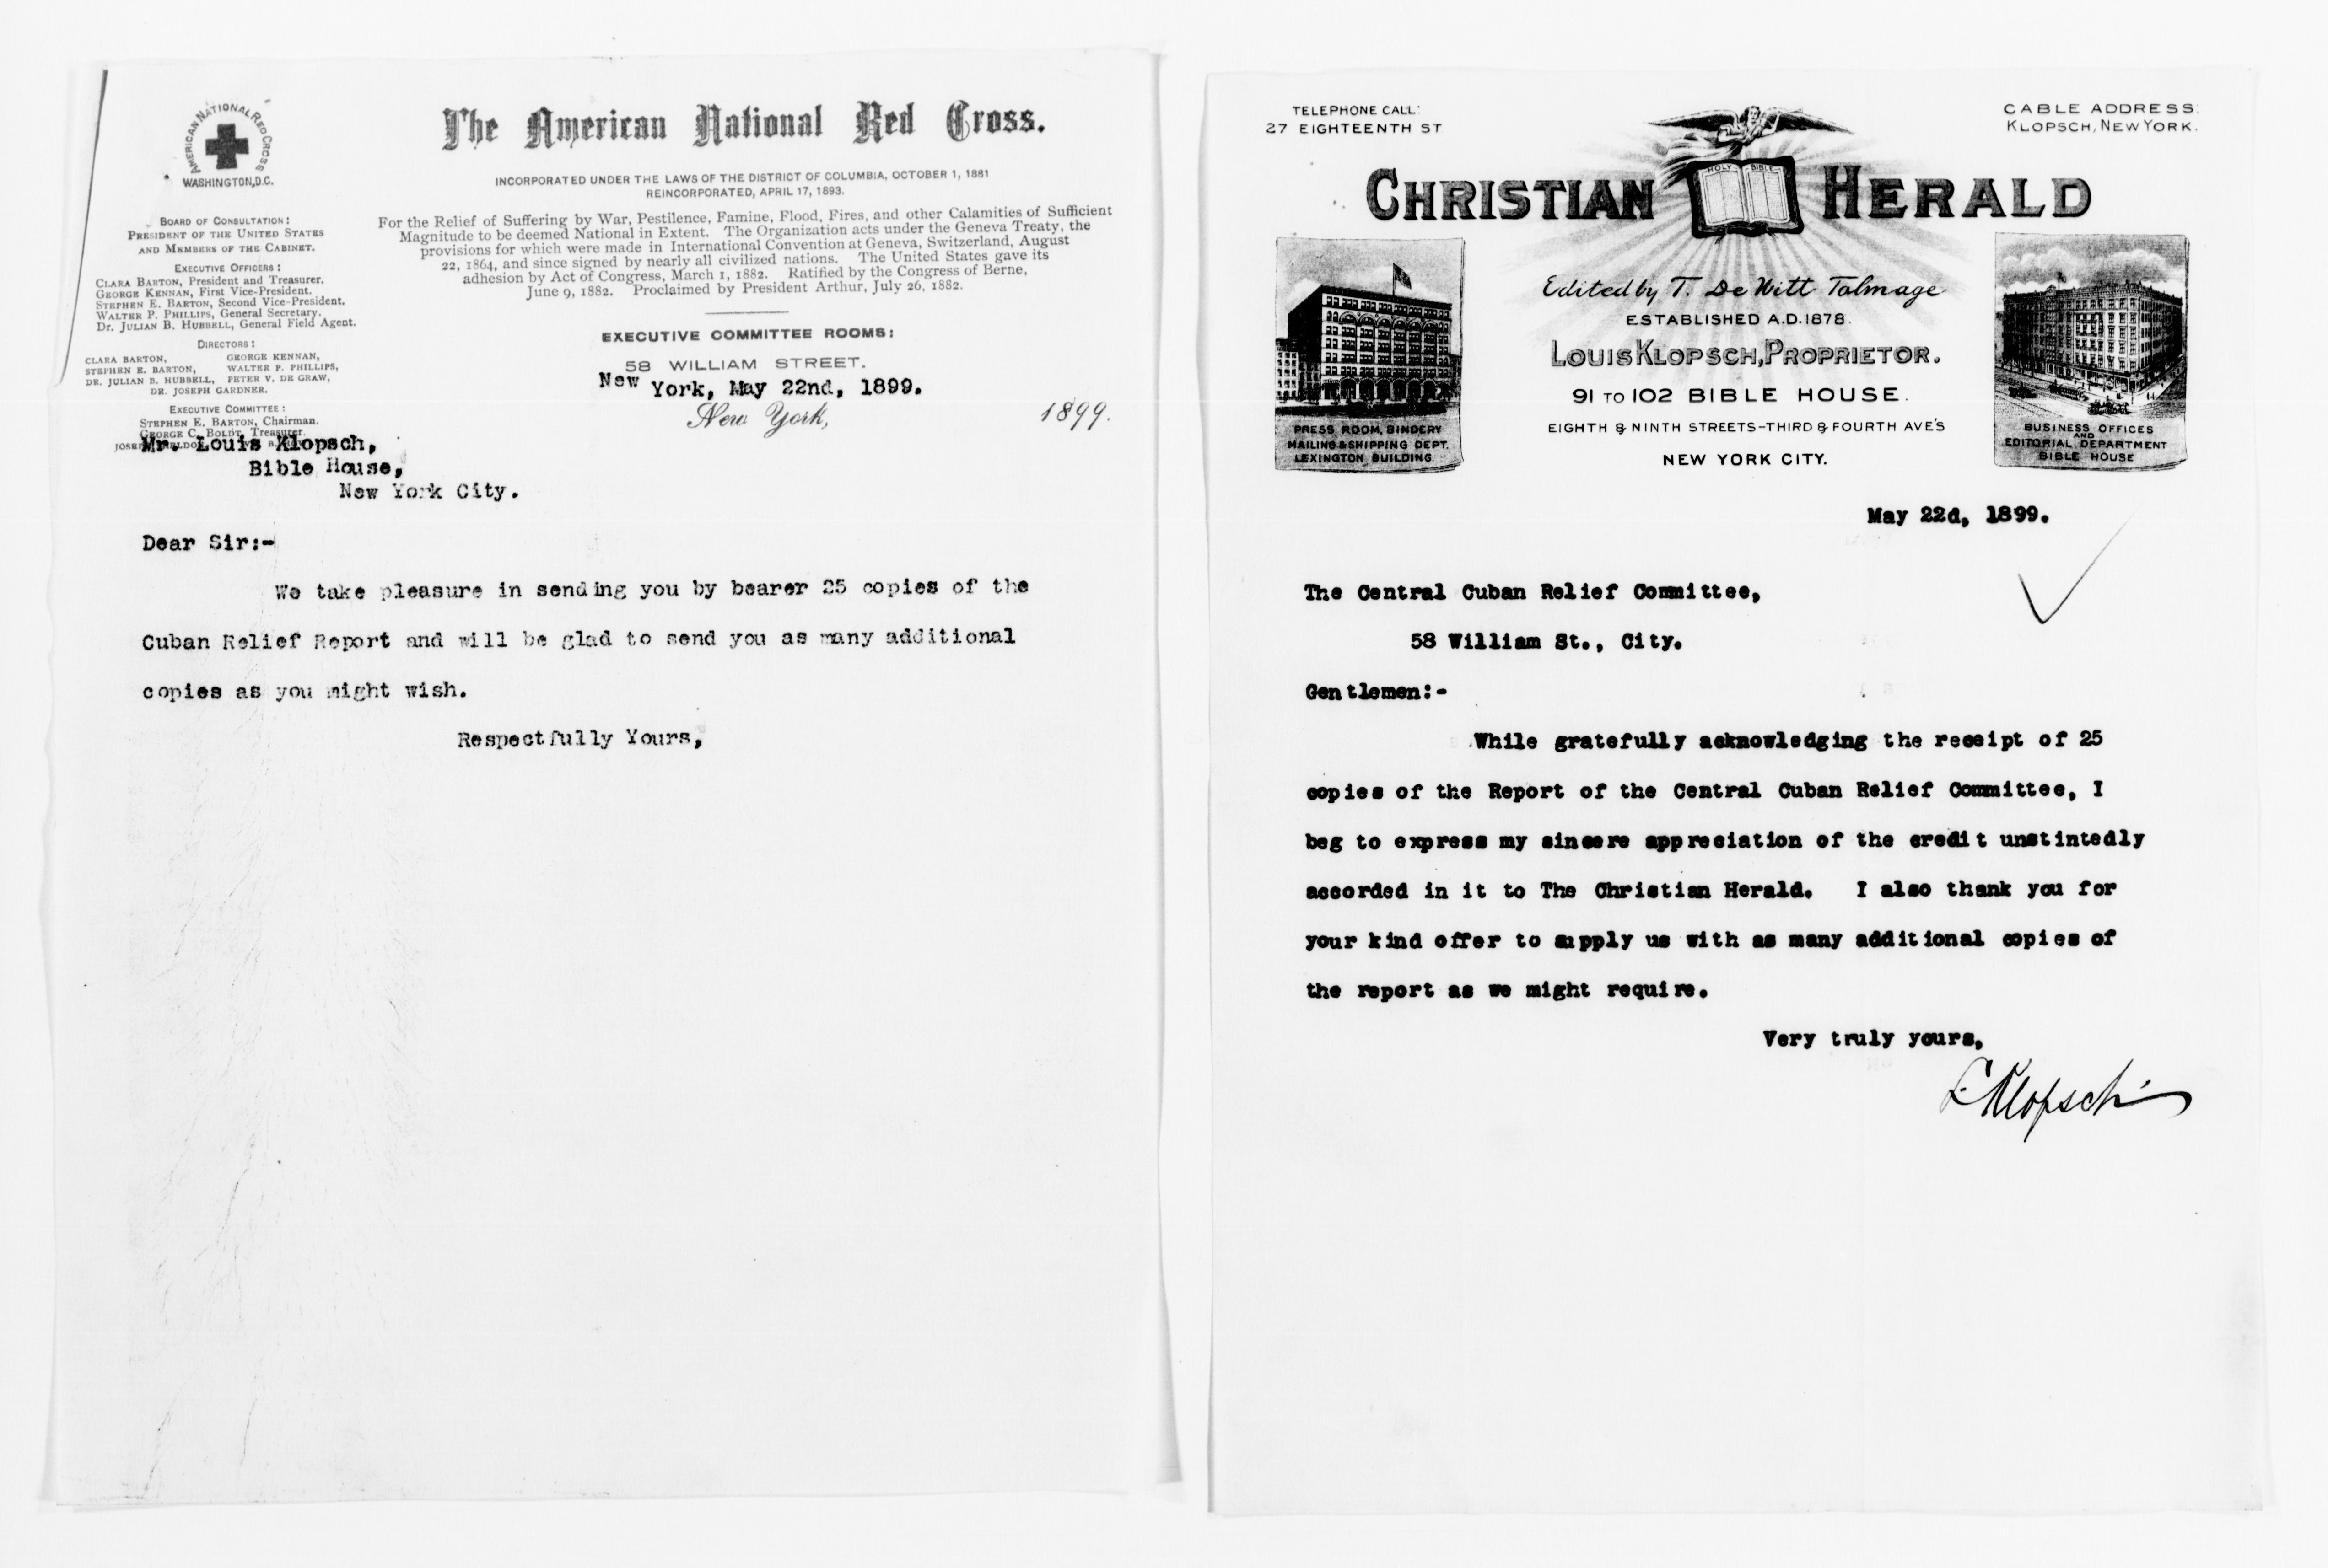 AMERICAN NATIONAL RED CROSS
WASHINGTON, D.C.
The American National Red Cross.
INCORPORATED UNDER THE LAWS OF THE DISTRICT OF COLUMBIA, OCTOBER 1, 1881
REINCORPORATED, APRIL 17, 1893.
For the Relief of Suffering by War, Pestilence, Famine, Flood, Fires, and other Calamities of Sufficient
Magnitude to be deemed National in Extent. The Organization acts under the Geneva Treaty, the
provisions for which were made in International Convention at Geneva, Switzerland, August
22, 1864, and since signed by nearly all civilized nations. The United States gave its
adhesion by Act of Congress, March 1, 1882. Ratified by the Congress of Berne,
June 9, 1882. Proclaimed by President Arthur, July 26, 1882.
BOARD OF CONSULTATION:
PRESIDENT OF THE UNITED STATES
AND MEMBERS OF THE CABINET.
EXECUTIVE OFFICERS:
CLARA BARTON, President and Treasurer.
GEORGE KENNAN, First Vice-President.
STEPHEN E. BARTON, Second Vice-President.
WALTER P. PHILLIPS, General Secretary.
Dr. JULIAN B. HUBBELL, General Field Agent.
DIRECTORS:
CLARA BARTON, GEORGE KENNAN,
STEPHEN E. BARTON, WALTER P. PHILLIPS,
DR. JULIAN B. HUBBELL, PETER V. DE GRAW,
DR. JOSEPH GARDNER.
EXECUTIVE COMMITTEE:
STEPHEN E. BARTON, Chairman.
GEORGE C. BOLDT, Treasurer.
EXECUTIVE COMMITTEE ROOMS:
58 WILLIAM STREET.
New York, May 22nd, 1899.
New York, 1899.
Mr. Louis Klopsch,
Bible House,
New York City.
Dear Sir:-
We take pleasure in sending you by bearer 25 copies of the
Cuban Relief Report and will be glad to send you as many additional
copies as you might wish.
Respectfully Yours,
TELEPHONE CALL:
27 EIGHTEENTH ST
CABLE ADDRESS:
KLOPSCH, NEW YORK.
HOLY BIBLE
CHRISTIAN HERALD
Edited by T. De Witt Talmage
ESTABLISHED A.D. 1878.
LOUIS KLOPSCH, PROPRIETOR.
91 TO 102 BIBLE HOUSE.
EIGHTH & NINTH STREETS-THIRD & FOURTH AVE'S
NEW YORK CITY.
PRESS ROOM, BINDERY
MAILING & SHIPPING DEPT.
LEXINGTON BUILDING.
BUSINESS OFFICES
AND
EDITORIAL DEPARTMENT
BIBLE HOUSE
May 22d, 1899.
The Central Cuban Relief Committee,
58 William St., City.
Gentlemen:-
While gratefully acknowledging the receipt of 25
copies of the Report of the Central Cuban Relief Committee, I
beg to express my sincere appreciation of the credit unstintedly
accorded in it to The Christian Herald. I also thank you for
your kind offer to supply us with as many additional copies of
the report as we might require.
Very truly yours,
L Klopsch